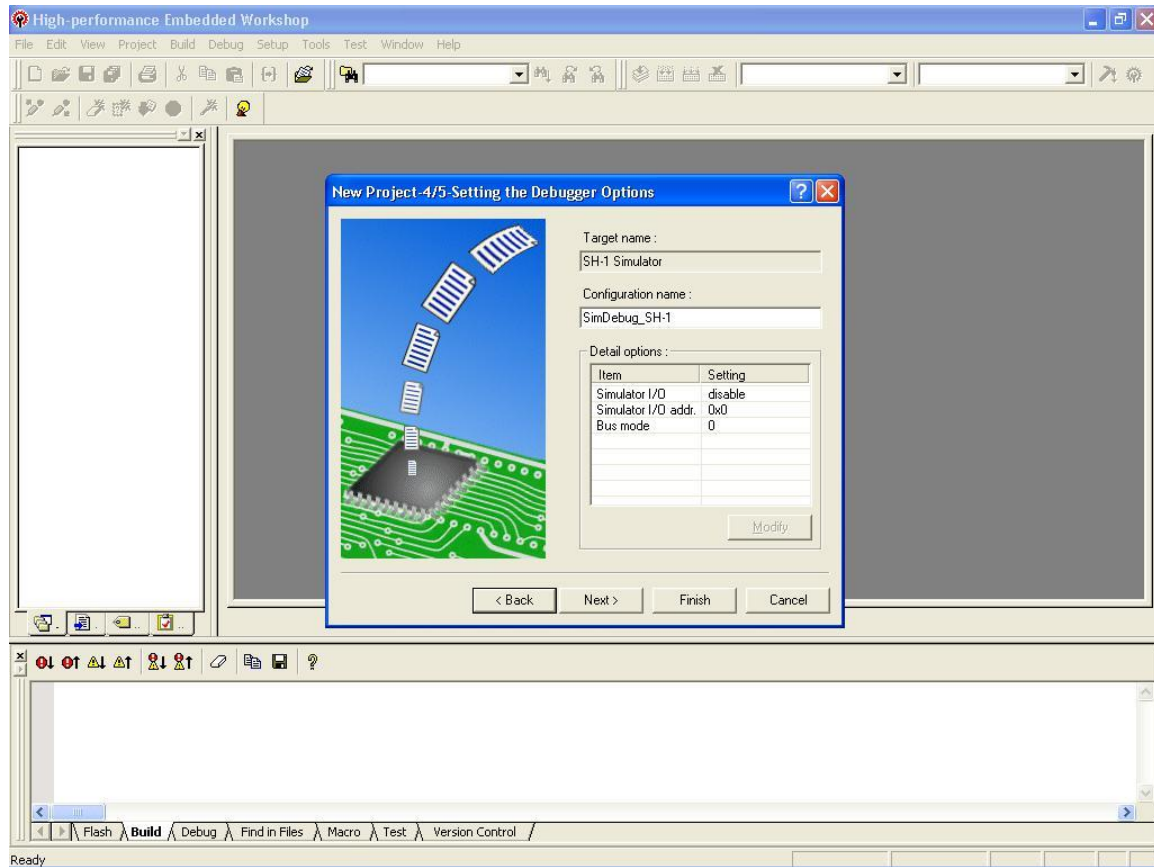 High-performance Embedded Workshop
File Edit View Project Build Debug Setup Tools Test Window Help
New Project-4/5-Setting the Debugger Options
Target name :
SH-1 Simulator
Configuration name :
SimDebug_SH-1
Detail options :
Item Setting
Simulator I/O disable
Simulator I/O addr. 0x0
Bus mode 0
Modify
< Back Next > Finish Cancel
Flash Build Debug Find in Files Macro Test Version Control
Ready